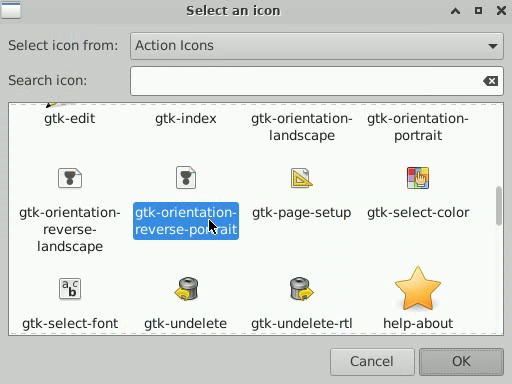 Select an icon
Select icon from:
Action Icons
Search icon:
gtk-edit
gtk-index
gtk-orientation-
landscape
gtk-orientation-
portrait
gtk-orientation-
reverse-
landscape
gtk-orientation-
reverse-portrait
gtk-page-setup
gtk-select-color
a b
c
gtk-select-font
gtk-undelete
gtk-undelete-rtl
help-about
Cancel
OK